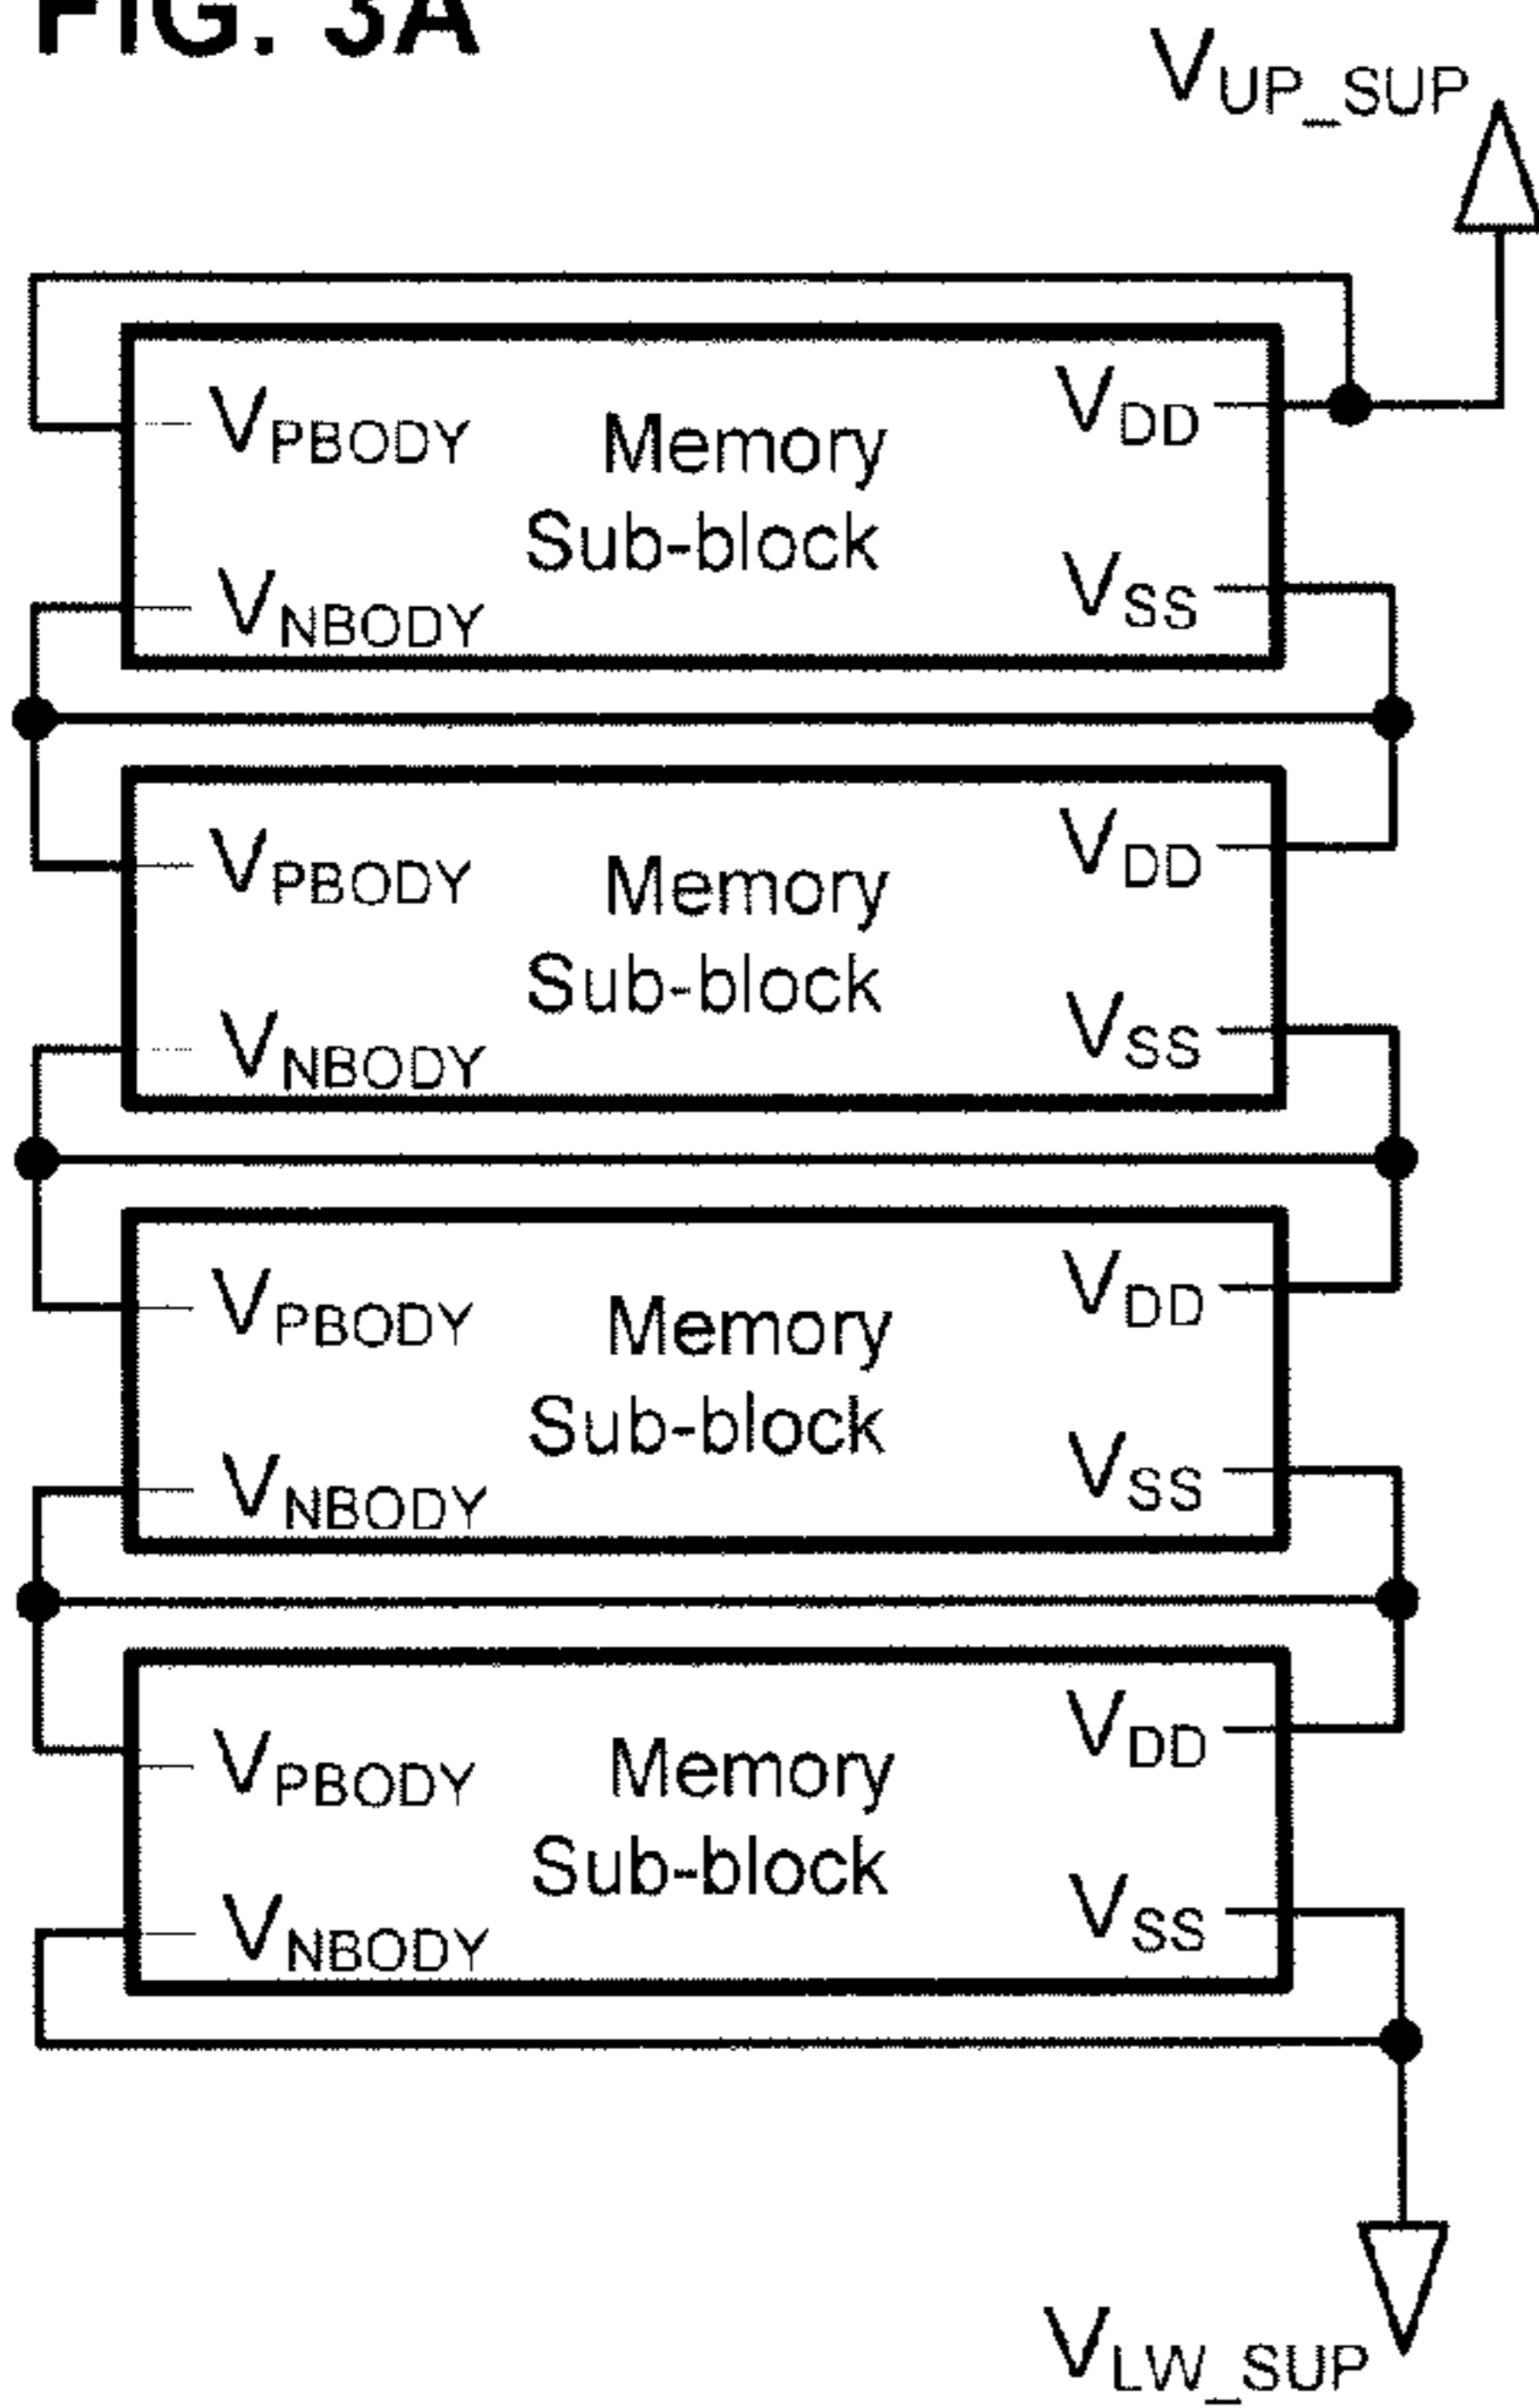 FIG. 3A
VUP_SUP
VPBODY Memory VDD
Sub-block
VNBODY VSS
VPBODY Memory VDD
Sub-block
VNBODY VSS
VPBODY Memory VDD
Sub-block
VNBODY VSS
VPBODY Memory VDD
Sub-block
VNBODY VSS
VLW_SUP